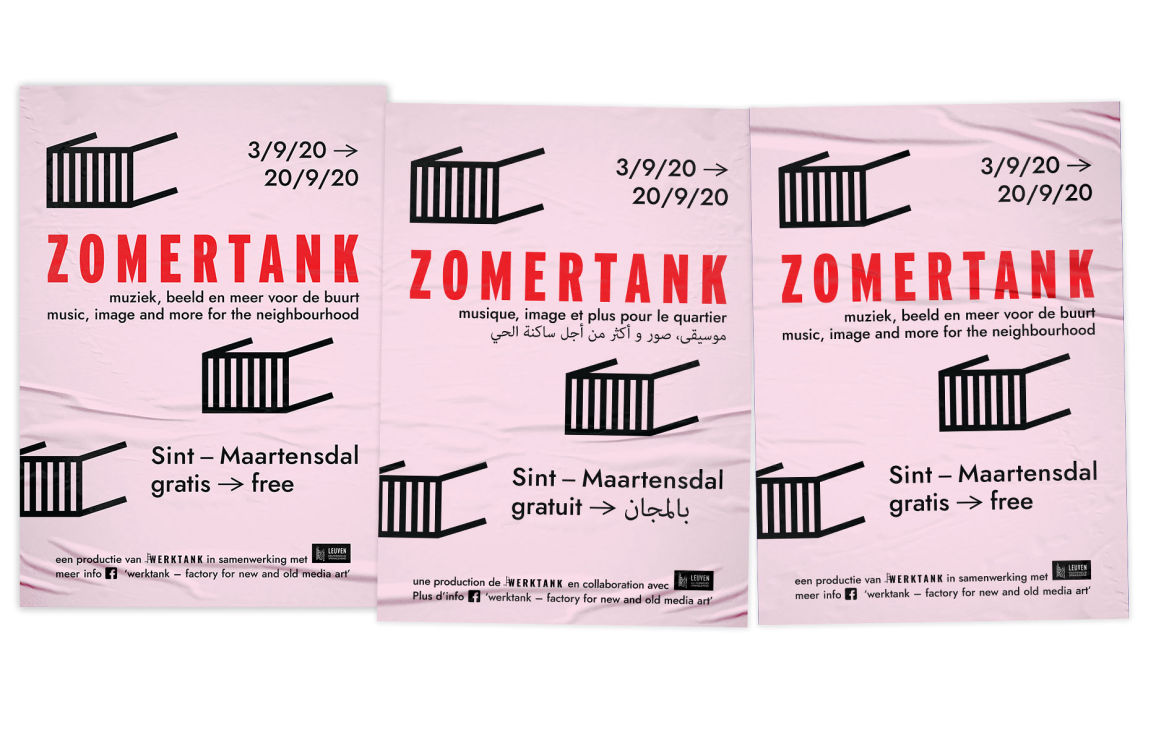 3/9/20 →
20/9/20
ZOMERTANK
muziek, beeld en meer voor de buurt
music, image and more for the neighbourhood
Sint – Maartensdal
gratis → free
een productie van WERKTANK in samenwerking met LEUVEN
meer info 'werktank – factory for new and old media art'
3/9/20 →
20/9/20
ZOMERTANK
musique, image et plus pour le quartier
موسيقى، صور و أكثر من أجل ساكنة الحي
Sint – Maartensdal
gratuit → بالمجان
une production de WERKTANK en collaboration avec LEUVEN
Plus d'info 'werktank – factory for new and old media art'
3/9/20 →
20/9/20
ZOMERTANK
muziek, beeld en meer voor de buurt
music, image and more for the neighbourhood
Sint – Maartensdal
gratis → free
een productie van WERKTANK in samenwerking met LEUVEN
meer info 'werktank – factory for new and old media art'